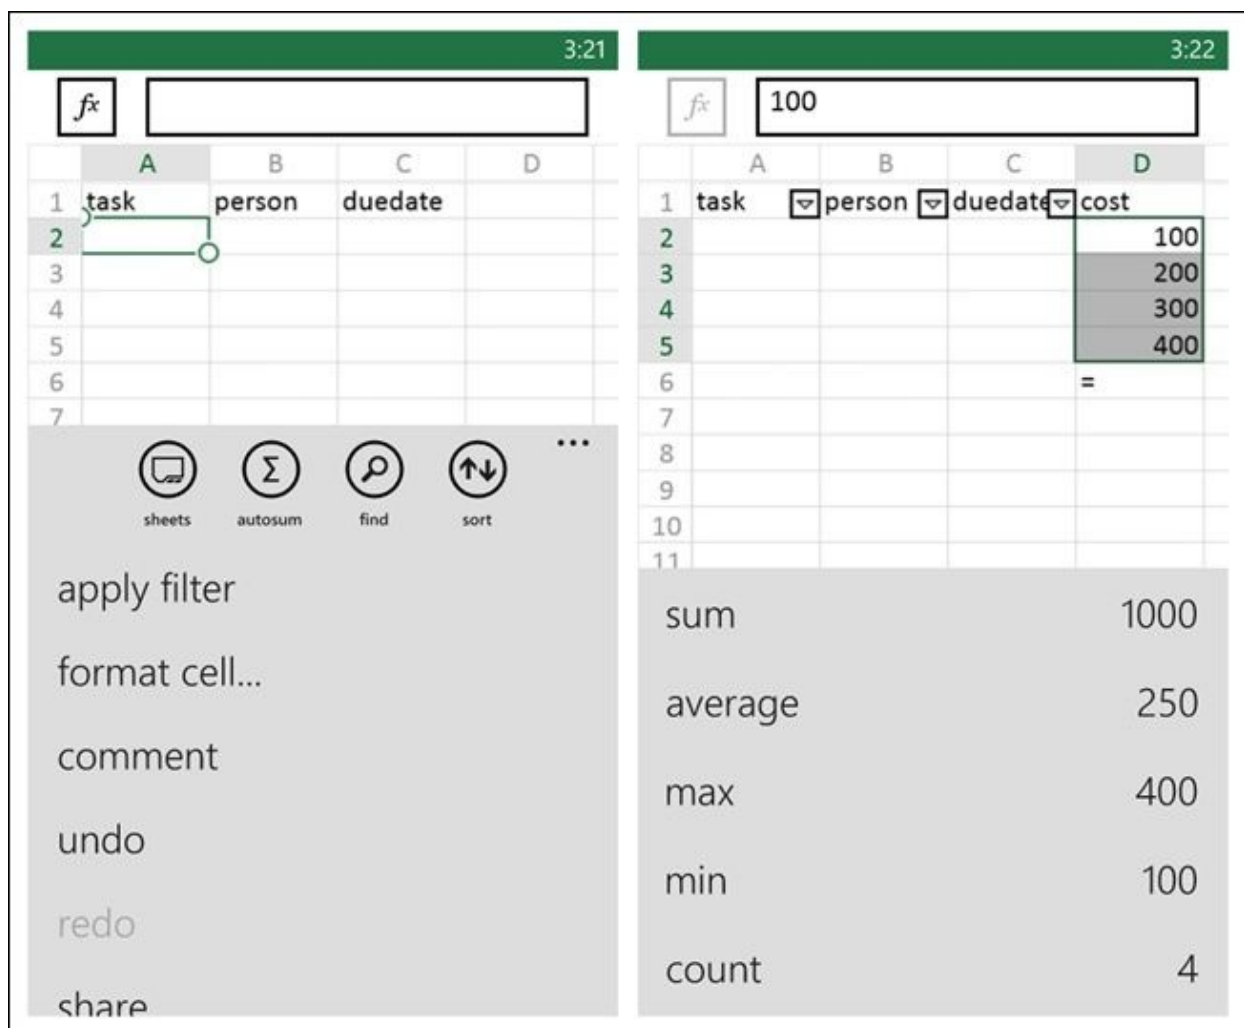 3:21
fx
A B C D
1 task person duedate
2
3
4
5
6
7
...
sheets autosum find sort
apply filter
format cell...
comment
undo
redo
share
3:22
fx 100
A B C D
1 task person duedate cost
2 100
3 200
4 300
5 400
6 =
7
8
9
10
11
sum 1000
average 250
max 400
min 100
count 4